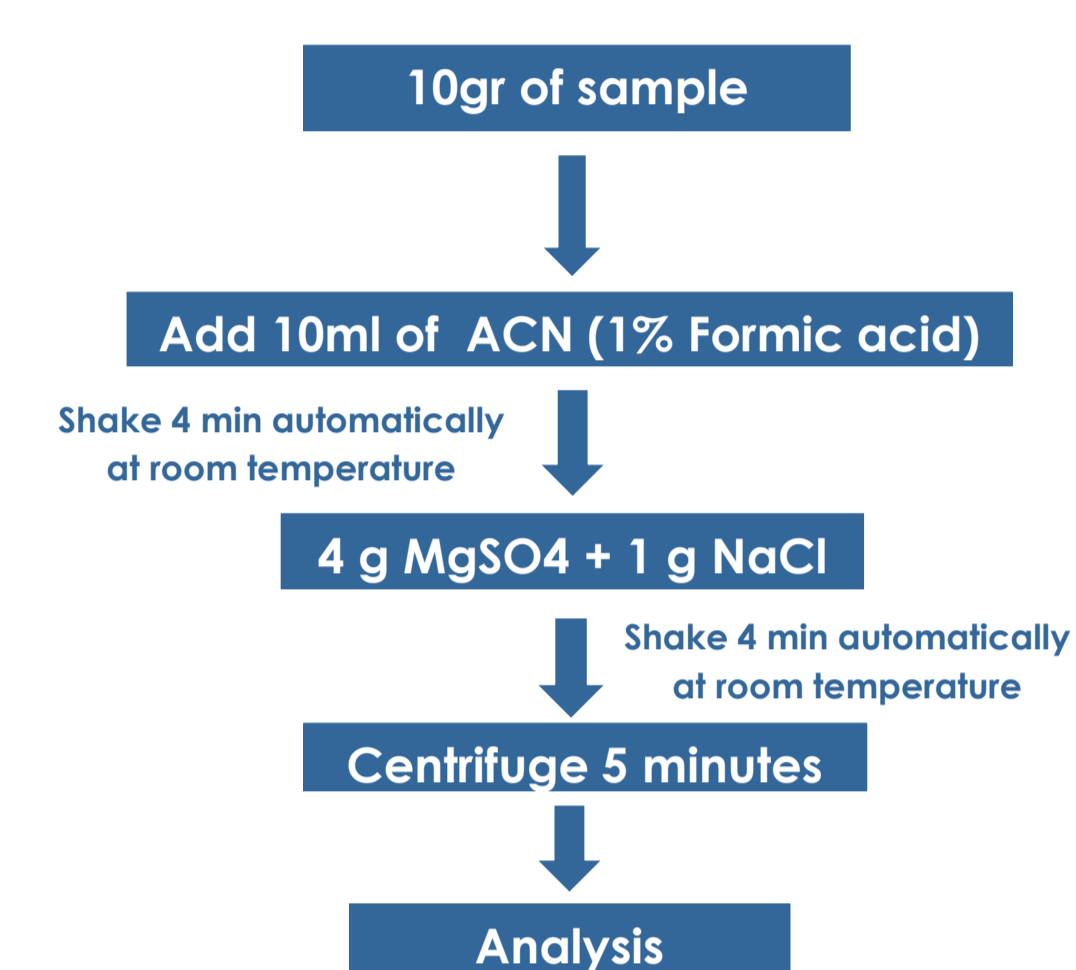 10gr of sample
Add 10ml of  ACN (1% Formic acid)
Shake 4 min automatically
at room temperature
4 g MgSO4 + 1 g NaCl
Shake 4 min automatically
at room temperature
Centrifuge 5 minutes
Analysis